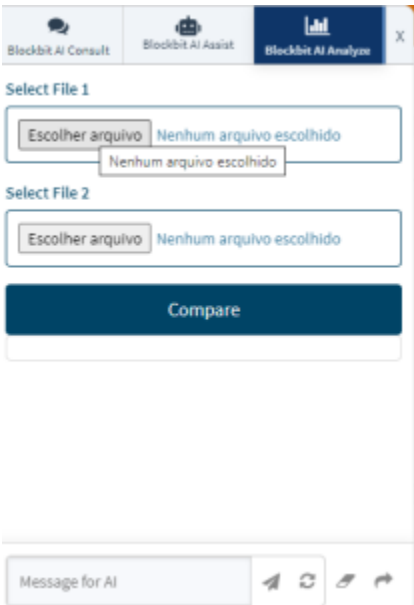 Blockbit AI Consult
Blockbit AI Assist
Blockbit AI Analyze
X
Select File 1
Escolher arquivo Nenhum arquivo escolhido
Nenhum arquivo escolhido
Select File 2
Escolher arquivo Nenhum arquivo escolhido
Compare
Message for AI